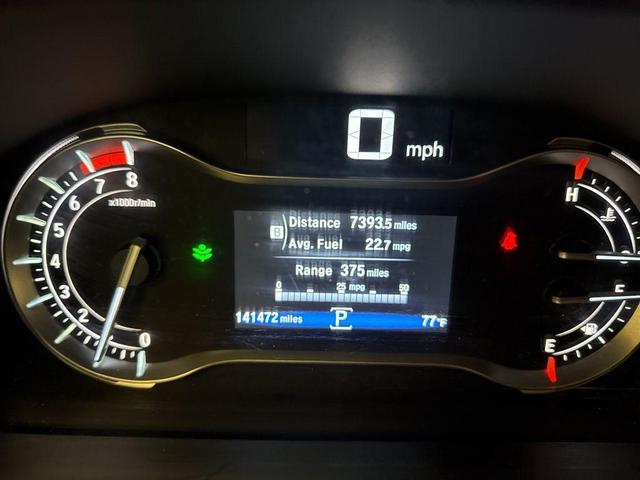 0 mph
8
7
6
x1000r/min
5
4
3
2
0
B Distance 7393.5 miles
Avg. Fuel 22.7 mpg
Range 375 miles
0 25 mpg 50
141472 miles P 77°F
H
F
E